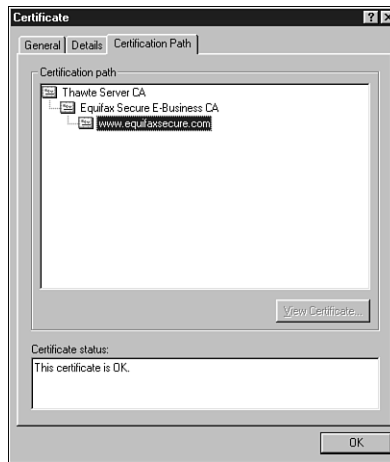 Certificate
General Details Certification Path
Certification path
Thawte Server CA
Equifax Secure E-Business CA
www.equifaxsecure.com
View Certificate...
Certificate status:
This certificate is OK.
OK